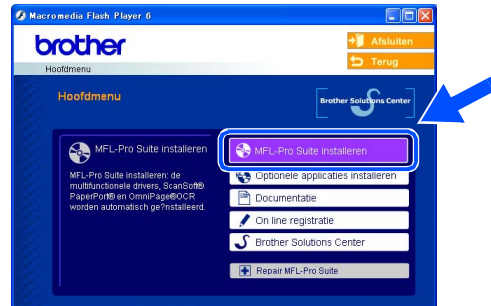 Macromedia Flash Player 6
brother
Afsluiten
Terug
Hoofdmenu
Hoofdmenu
Brother Solutions Center
MFL-Pro Suite installeren
MFL-Pro Suite installeren: de
multifunctionele drivers, ScanSoft®
PaperPort® en OmniPage®OCR
worden automatisch ge?nstalleerd.
MFL-Pro Suite installeren
Optionele applicaties installeren
Documentatie
On line registratie
Brother Solutions Center
Repair MFL-Pro Suite